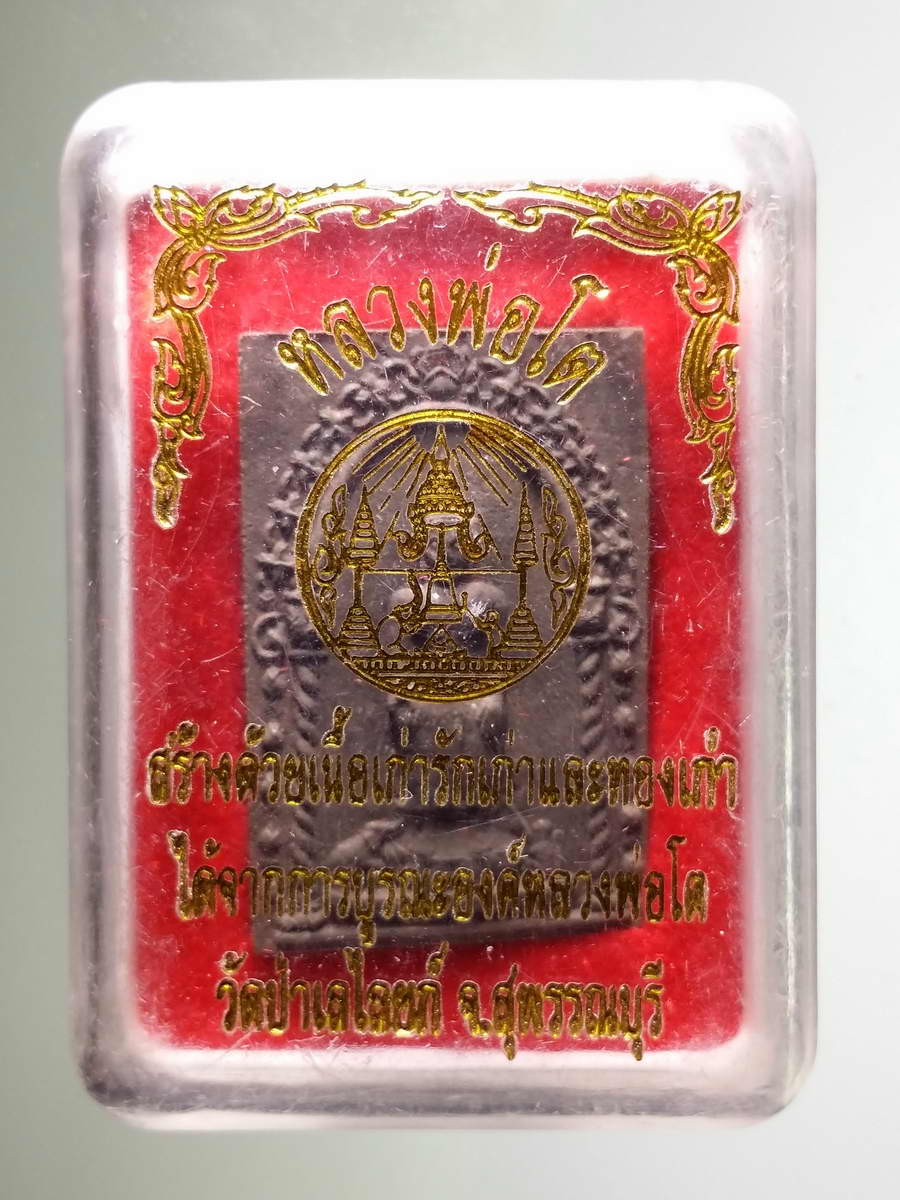 หลวงพ่อโต
สร้างด้วยเนื้อเก่ารักเก่าและทองเก่า
ได้จากการบูรณะองค์หลวงพ่อโต
วัดป่าเลไลยก์ จ.สุพรรณบุรี